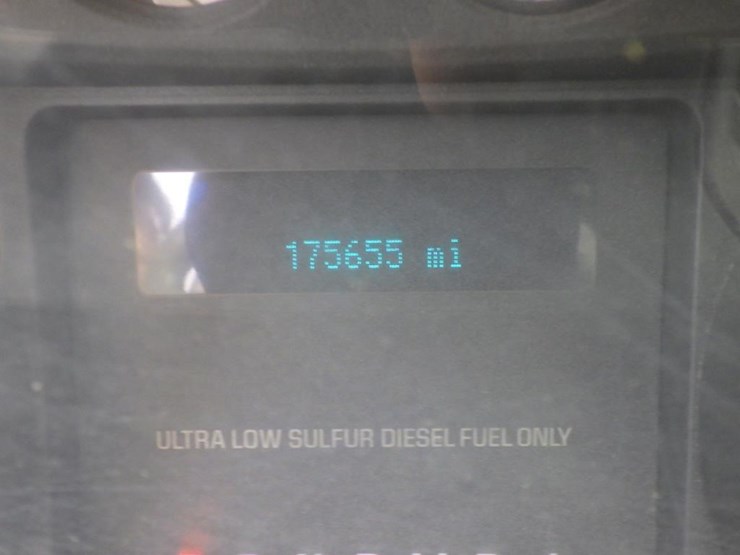 175655 mi
ULTRA LOW SULFUR DIESEL FUEL ONLY